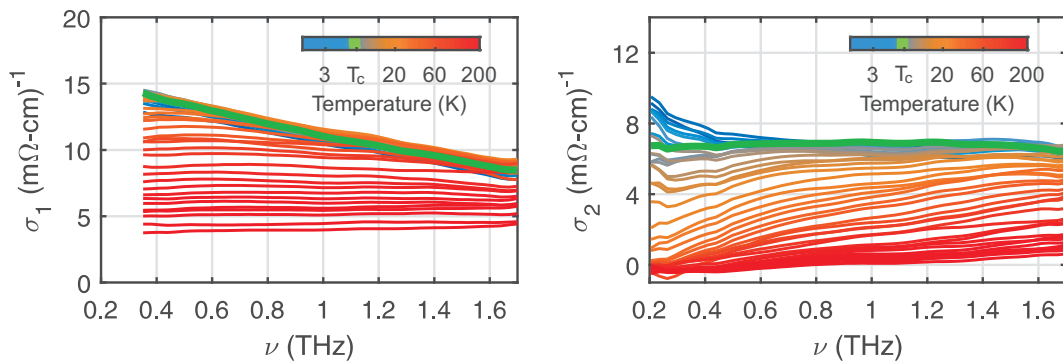 20
15
10
5
0
σ1 (mΩ-cm)-1
3 Tc 20 60 200
Temperature (K)
0.2 0.4 0.6 0.8 1 1.2 1.4 1.6
ν (THz)
12
8
4
0
σ2 (mΩ-cm)-1
3 Tc 20 60 200
Temperature (K)
0.2 0.4 0.6 0.8 1 1.2 1.4 1.6
ν (THz)